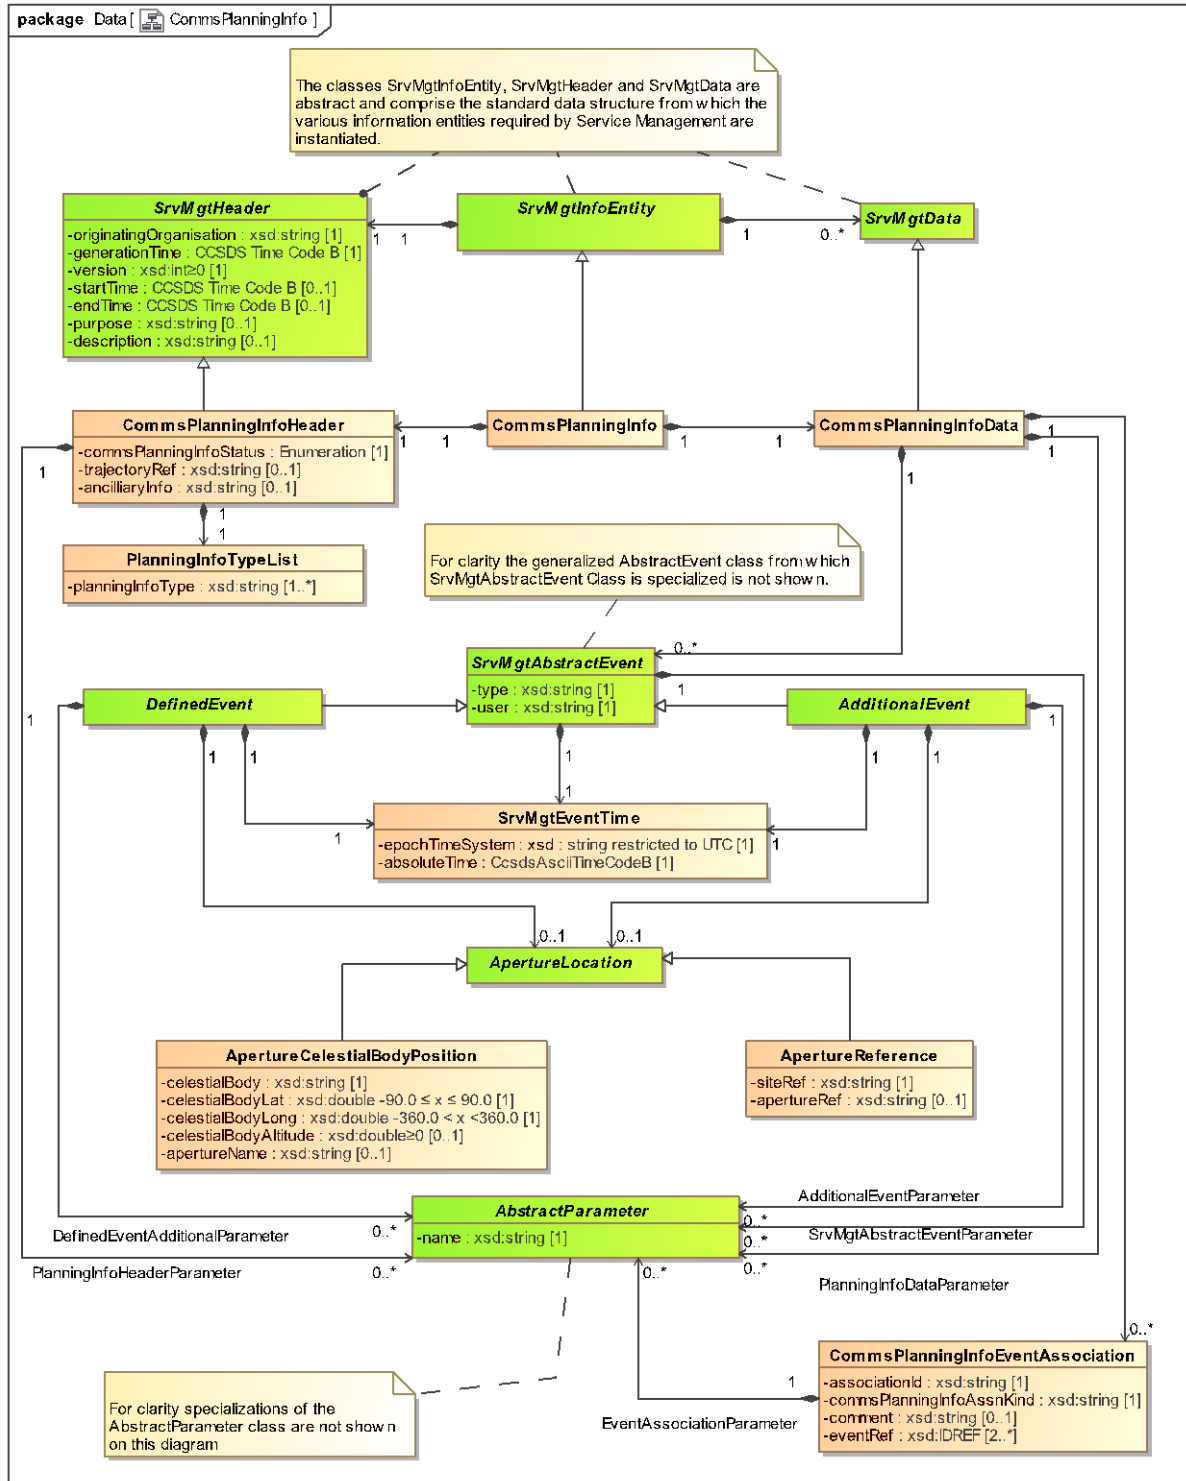 package Data [ CommsPlanningInfo ]
The classes SrvMgtInfoEntity, SrvMgtHeader and SrvMgtData are
abstract and comprise the standard data structure from which the
various information entities required by Service Management are
instantiated.
SrvMgtHeader
-originatingOrganisation : xsd:string [1]
-generationTime : CCSDS Time Code B [1]
-version : xsd:int≥0 [1]
-startTime : CCSDS Time Code B [0..1]
-endTime : CCSDS Time Code B [0..1]
-purpose : xsd:string [0..1]
-description : xsd:string [0..1]
SrvMgtInfoEntity
SrvMgtData
1
1
1
0..*
CommsPlanningInfoHeader
-commsPlanningInfoStatus : Enumeration [1]
-trajectoryRef : xsd:string [0..1]
-ancilliaryInfo : xsd:string [0..1]
CommsPlanningInfo
CommsPlanningInfoData
1
1
1
1
1
1
1
1
1
1
PlanningInfoTypeList
-planningInfoType : xsd:string [1..*]
For clarity the generalized AbstractEvent class from which
SrvMgtAbstractEvent Class is specialized is not shown.
0..*
SrvMgtAbstractEvent
-type : xsd:string [1]
-user : xsd:string [1]
1
DefinedEvent
AdditionalEvent
1
1
1
1
1
1
1
1
1
SrvMgtEventTime
-epochTimeSystem : xsd : string restricted to UTC [1]
-absoluteTime : CcsdsAsciiTimeCodeB [1]
1
1
0..1
0..1
ApertureLocation
ApertureCelestialBodyPosition
-celestialBody : xsd:string [1]
-celestialBodyLat : xsd:double -90.0 ≤ x ≤ 90.0 [1]
-celestialBodyLong : xsd:double -360.0 < x <360.0 [1]
-celestialBodyAltitude : xsd:double≥0 [0..1]
-apertureName : xsd:string [0..1]
ApertureReference
-siteRef : xsd:string [1]
-apertureRef : xsd:string [0..1]
AbstractParameter
-name : xsd:string [1]
AdditionalEventParameter
0..*
0..*
DefinedEventAdditionalParameter
SrvMgtAbstractEventParameter
0..*
0..*
PlanningInfoHeaderParameter
0..*
0..*
PlanningInfoDataParameter
0..*
CommsPlanningInfoEventAssociation
-associationId : xsd:string [1]
-commsPlanningInfoAssnKind : xsd:string [1]
-comment : xsd:string [0..1]
-eventRef : xsd:IDREF [2..*]
1
EventAssociationParameter
For clarity specializations of the
AbstractParameter class are not shown
on this diagram